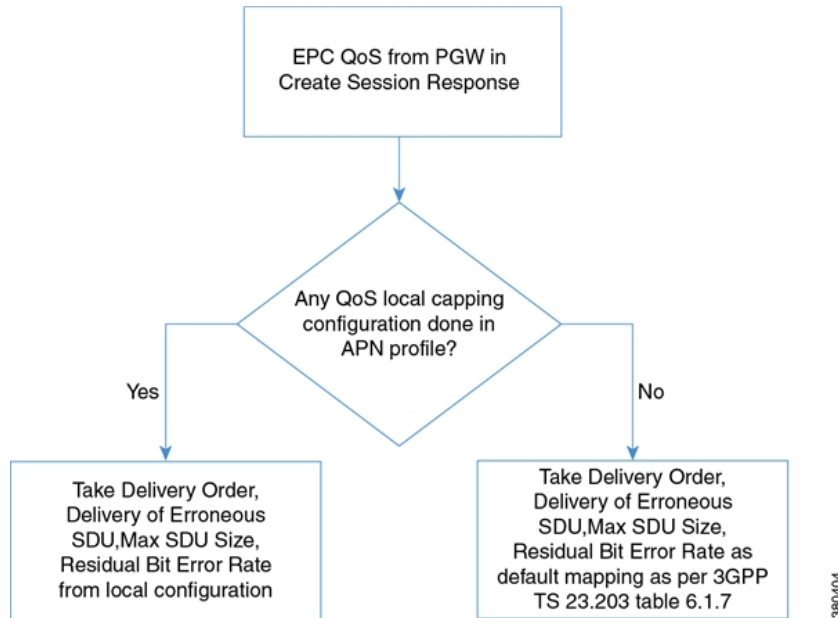 EPC QoS from PGW in
Create Session Response
Any QoS local capping
configuration done in
APN profile?
Yes
No
Take Delivery Order,
Delivery of Erroneous
SDU,Max SDU Size,
Residual Bit Error Rate
from local configuration
Take Delivery Order,
Delivery of Erroneous
SDU,Max SDU Size,
Residual Bit Error Rate as
default mapping as per 3GPP
TS 23.203 table 6.1.7
380404